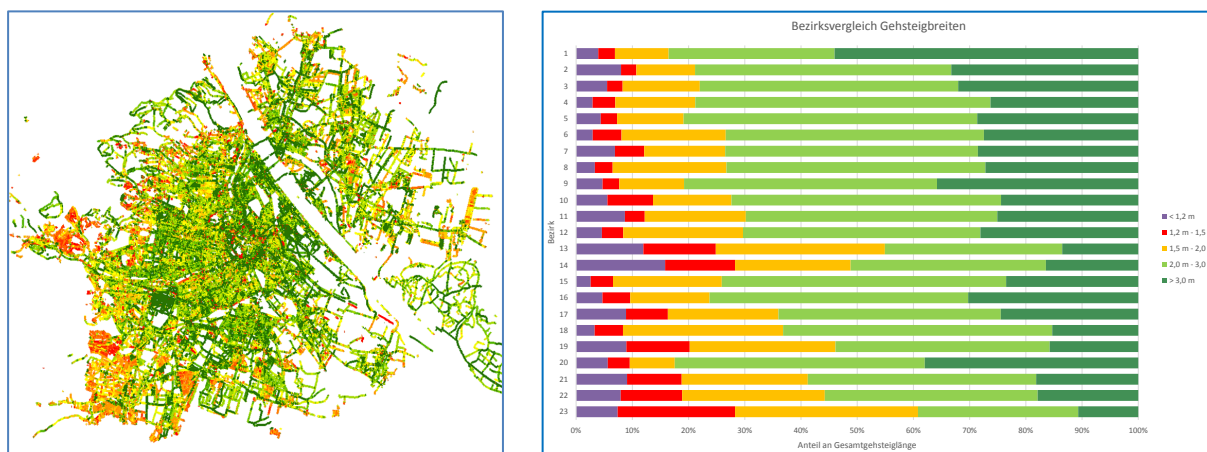 Bezirksvergleich Gehsteigbreiten
1
2
3
4
5
6
7
8
9
10
11
12
13
14
15
16
17
18
19
20
21
22
23
Bezirk
0% 10% 20% 30% 40% 50% 60% 70% 80% 90% 100%
Anteil an Gesamtgehsteiglänge
< 1,2 m
1,2 m - 1,5
1,5 m - 2,0
2,0 m - 3,0
> 3,0 m